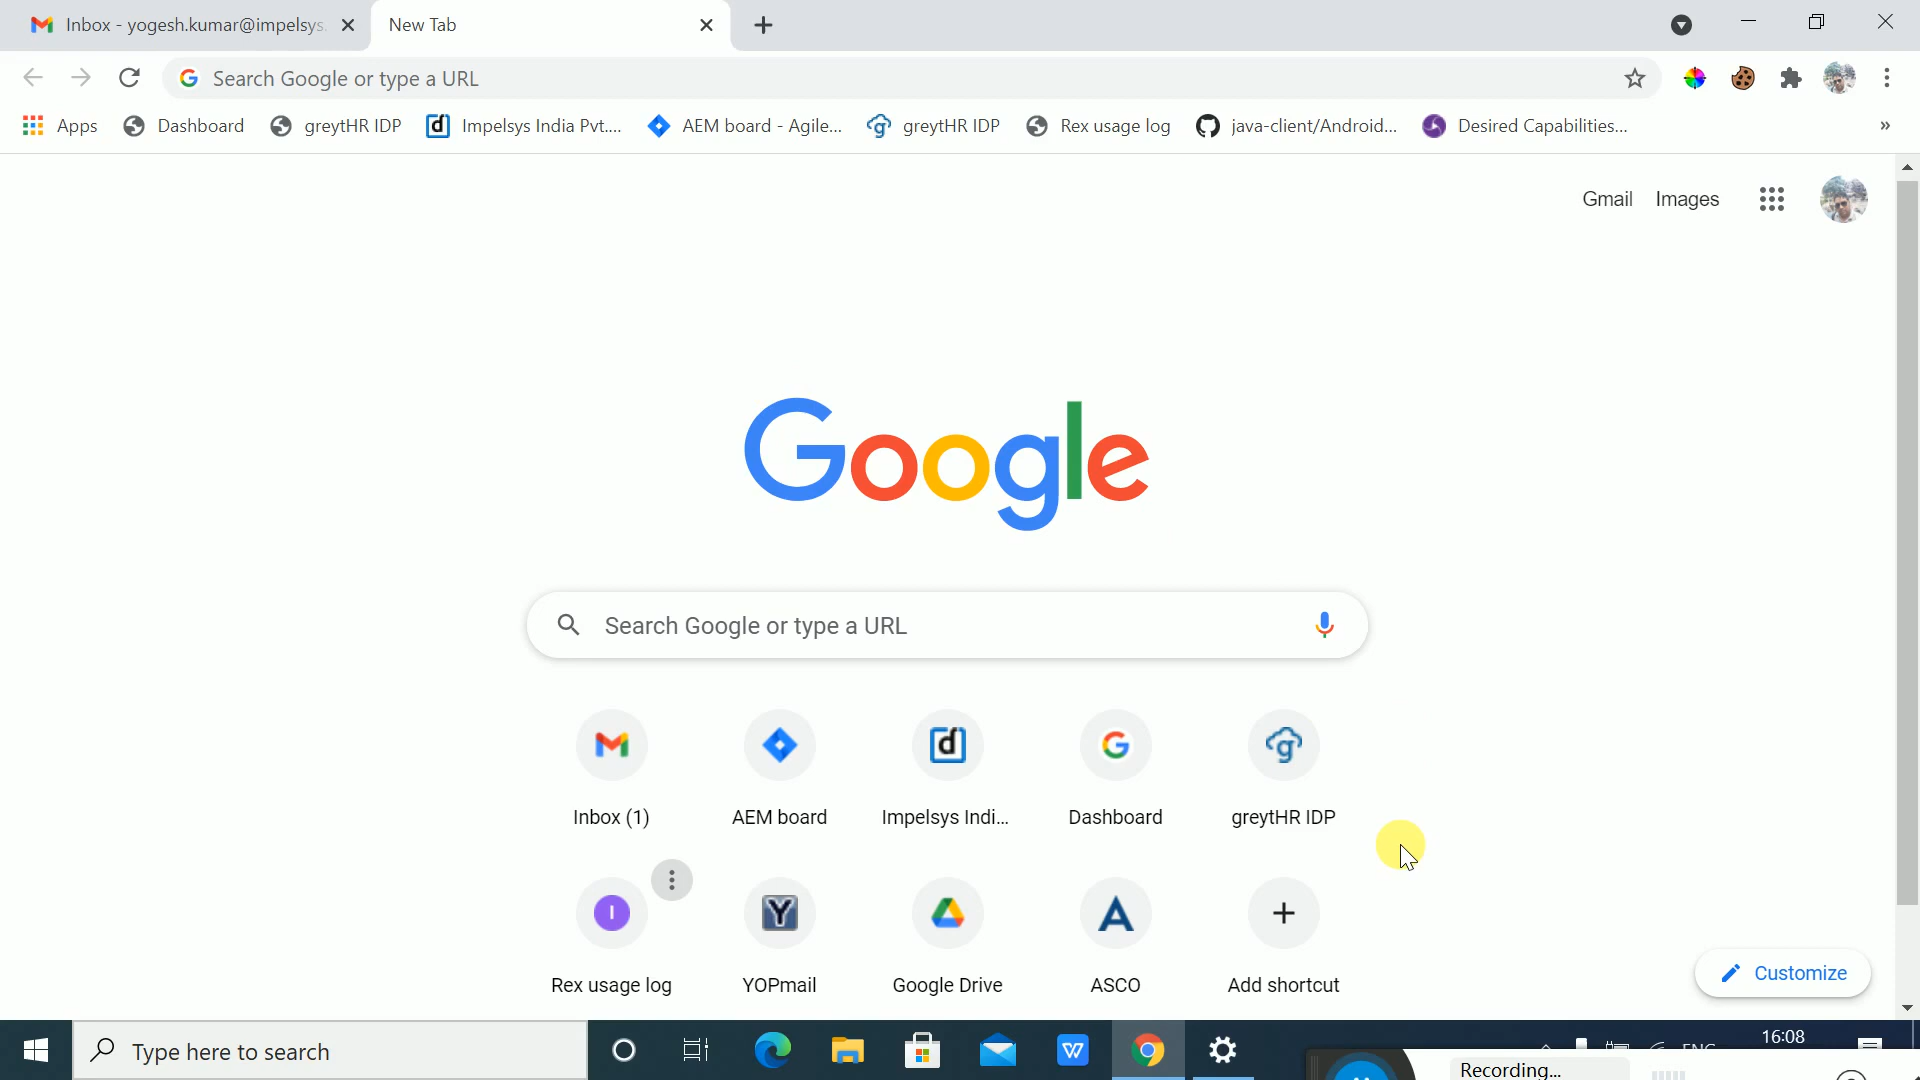 Inbox - yogesh.kumar@impelsys.
New Tab
Search Google or type a URL
Apps
Dashboard
greytHR IDP
Impelsys India Pvt....
AEM board - Agile...
greytHR IDP
Rex usage log
java-client/Android...
Desired Capabilities...
»
Gmail
Images
Google
Search Google or type a URL
Inbox (1)
AEM board
Impelsys Indi...
Dashboard
greytHR IDP
Rex usage log
YOPmail
Google Drive
ASCO
Add shortcut
Customize
Type here to search
ENG
16:08
Recording...